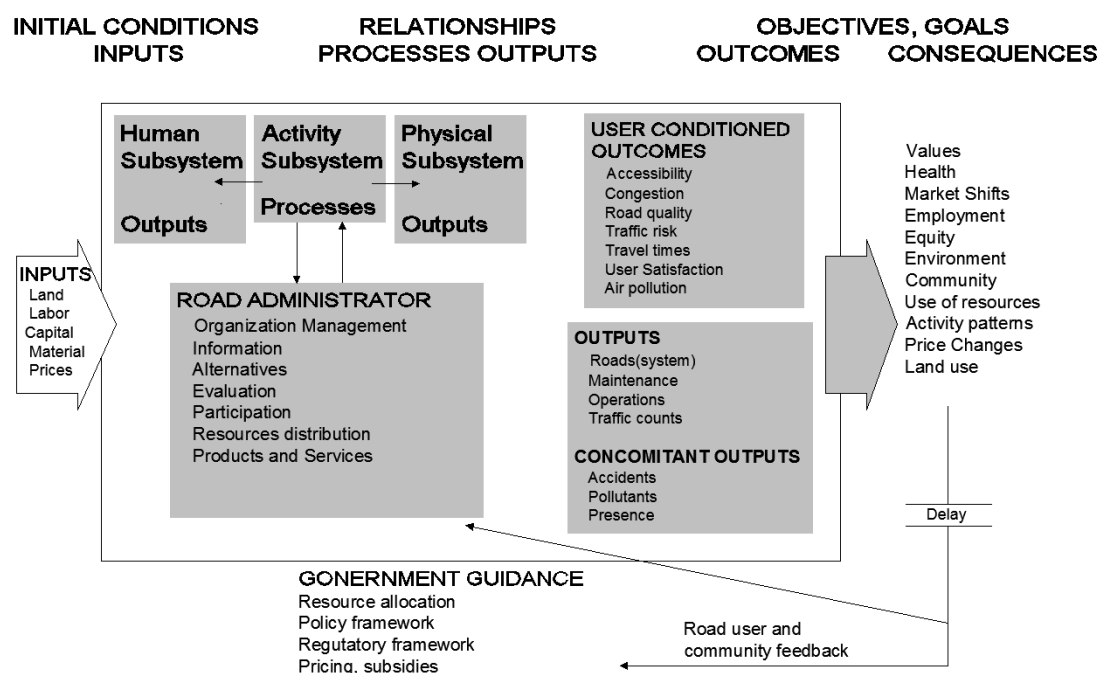 INITIAL CONDITIONS
INPUTS
RELATIONSHIPS
PROCESSES OUTPUTS
OBJECTIVES, GOALS
OUTCOMES CONSEQUENCES
Human
Subsystem
Outputs
Activity
Subsystem
Processes
Physical
Subsystem
Outputs
INPUTS
Land
Labor
Capital
Material
Prices
ROAD ADMINISTRATOR
Organization Management
Information
Alternatives
Evaluation
Participation
Resources distribution
Products and Services
USER CONDITIONED
OUTCOMES
Accessibility
Congestion
Road quality
Traffic risk
Travel times
User Satisfaction
Air pollution
OUTPUTS
Roads(system)
Maintenance
Operations
Traffic counts
CONCOMITANT OUTPUTS
Accidents
Pollutants
Presence
Values
Health
Market Shifts
Employment
Equity
Environment
Community
Use of resources
Activity patterns
Price Changes
Land use
Delay
GONERNMENT GUIDANCE
Resource allocation
Policy framework
Regutatory framework
Pricing, subsidies
Road user and
community feedback